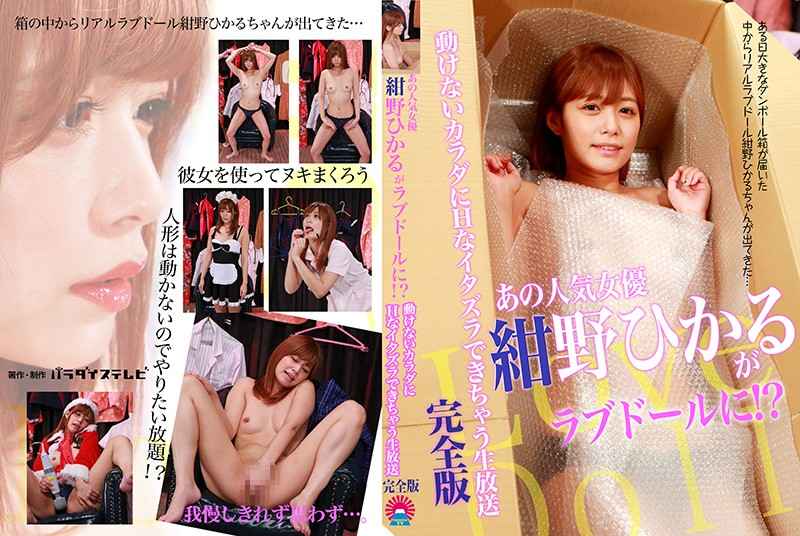 箱の中からリアルラブドール紺野ひかるちゃんが出てきた…
彼女を使ってヌキまくろう
人形は動かないのでやりたい放題!?
著作・制作 パラダイステレビ
我慢しきれず思わず…。
あの人気女優
紺野ひかるがラブドールに!?
動けないカラダに
Hなイタズラできちゃう生放送
完全版
ある日大きなダンボール箱が届いた
中からリアルラブドール紺野ひかるちゃんが出てきた…
動けないカラダにHなイタズラできちゃう生放送
完全版
あの人気女優
紺野ひかるが
ラブドールに!?
Love
Doll